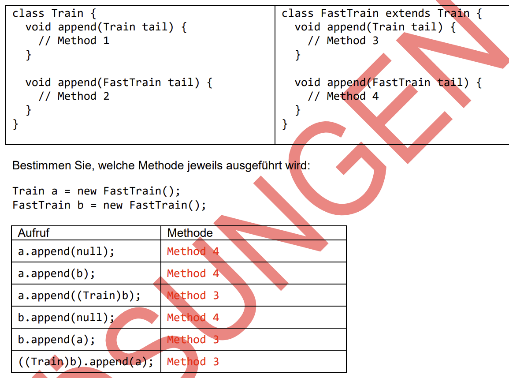 class Train {
  void append(Train tail) {
    // Method 1
  }

  void append(FastTrain tail) {
    // Method 2
  }
}
class FastTrain extends Train {
  void append(Train tail) {
    // Method 3
  }

  void append(FastTrain tail) {
    // Method 4
  }
}
Bestimmen Sie, welche Methode jeweils ausgeführt wird:
Train a = new FastTrain();
FastTrain b = new FastTrain();
Aufruf Methode
a.append(null); Method 4
a.append(b); Method 4
a.append((Train)b); Method 3
b.append(null); Method 4
b.append(a); Method 3
((Train)b).append(a); Method 3
ÖSUNGEN